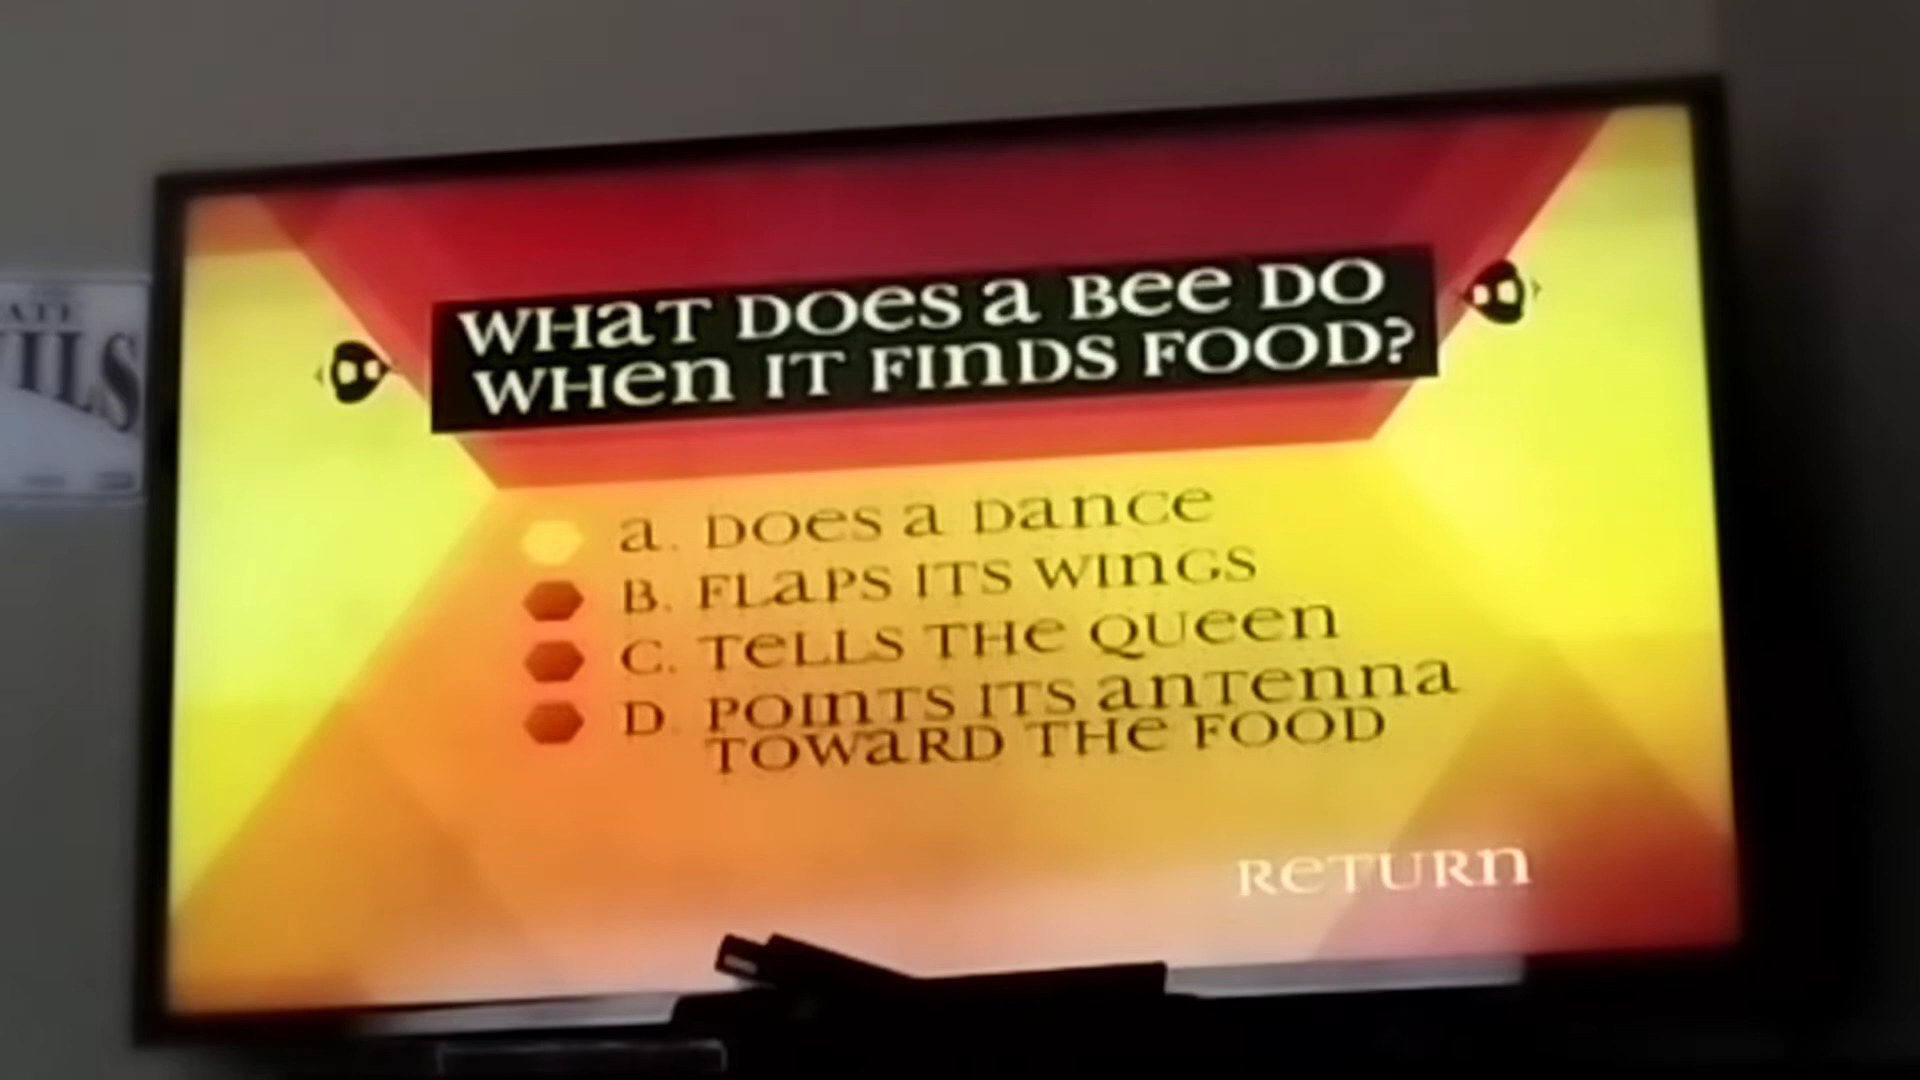 WHAT DOES A BEE DO
WHEN IT FINDS FOOD?
A. DOES A DANCE
B. FLAPS ITS WINGS
C. TELLS THE QUEEN
D. POINTS ITS ANTENNA
TOWARD THE FOOD
RETURN